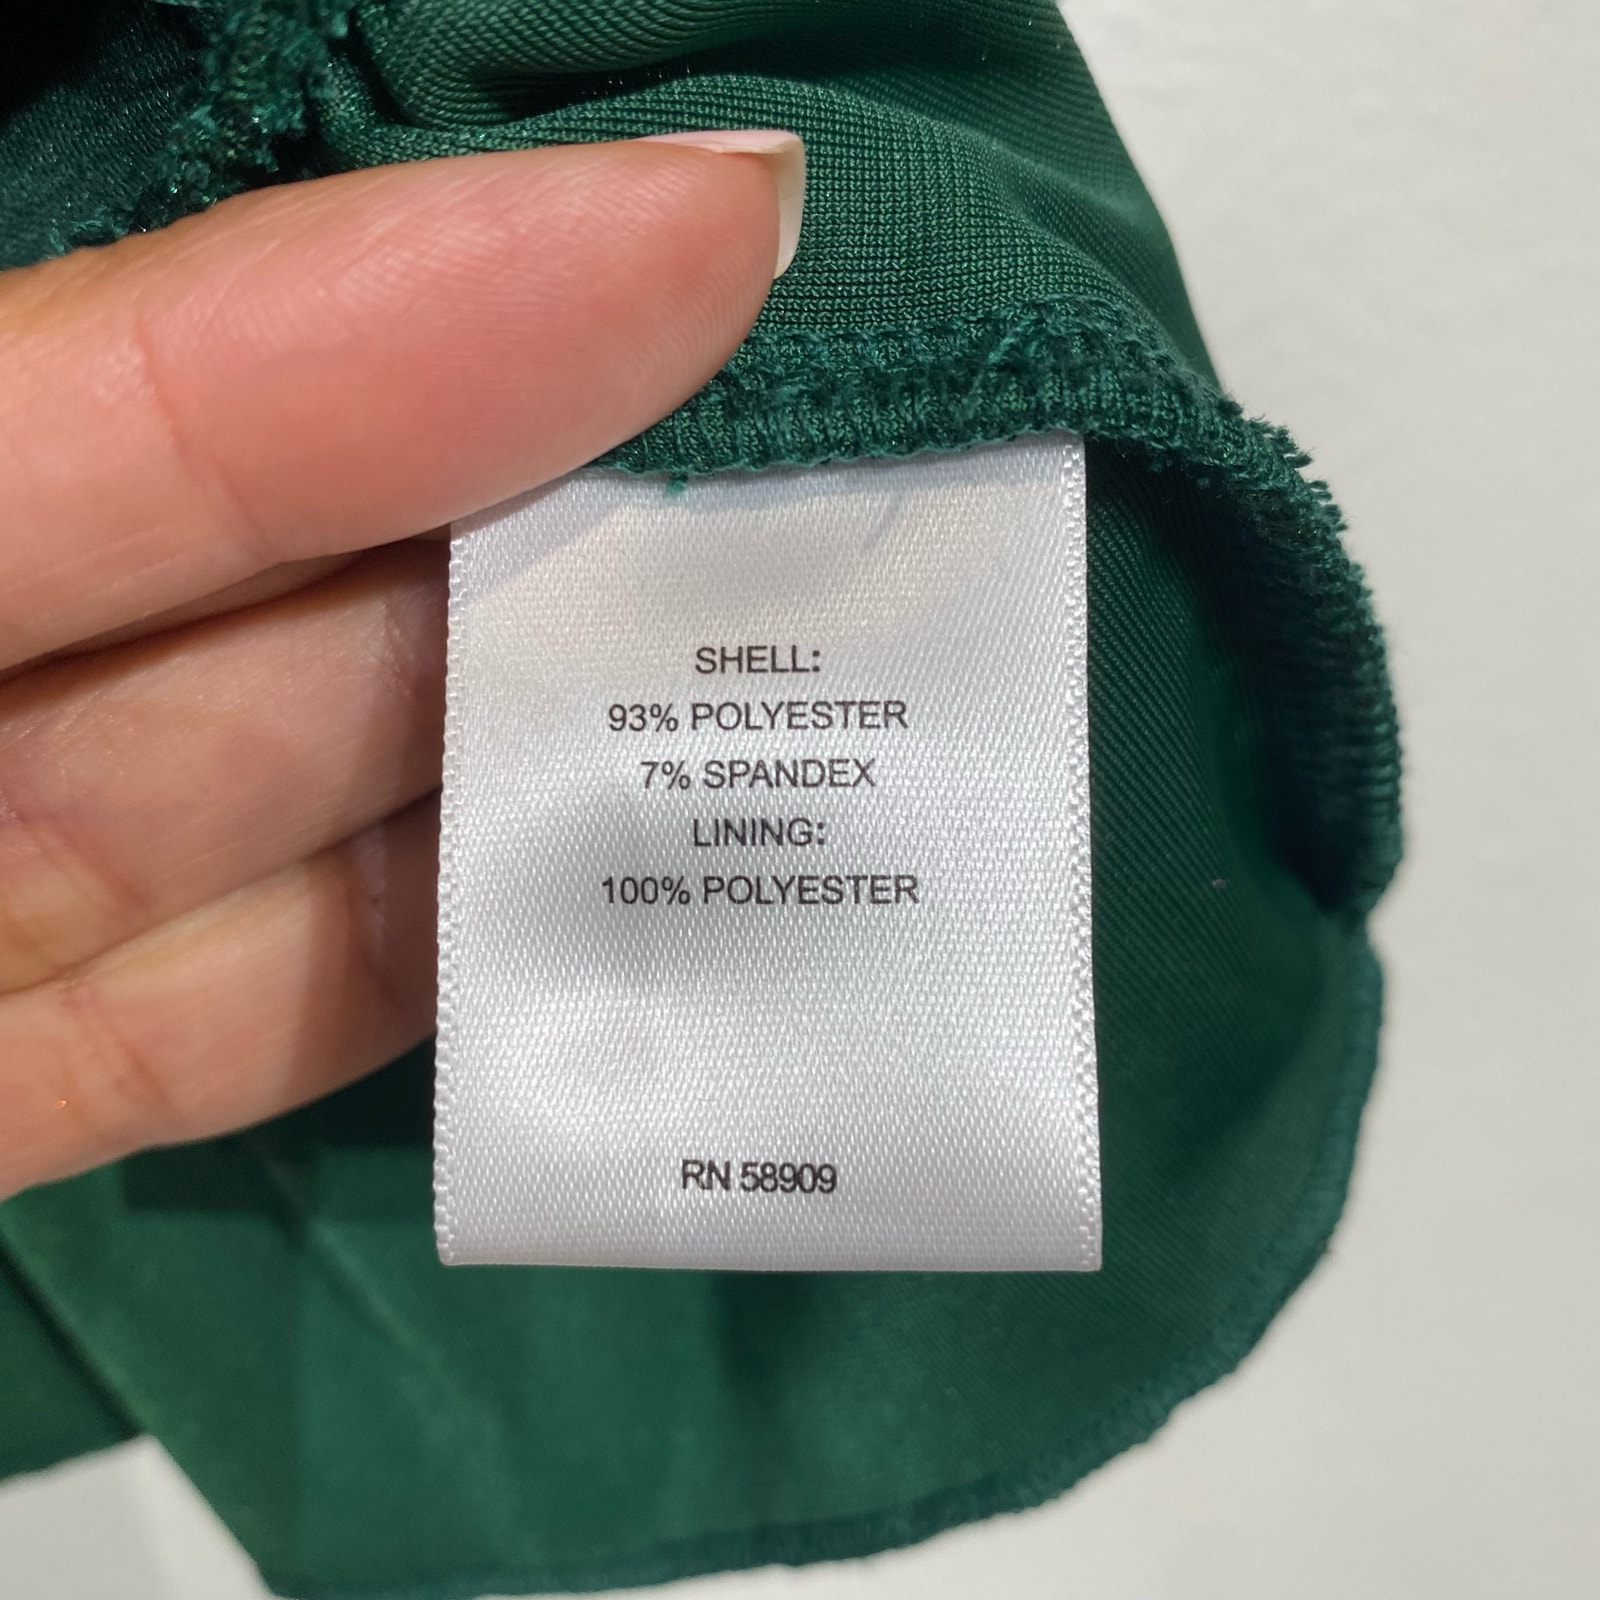 SHELL:
93% POLYESTER
7% SPANDEX
LINING:
100% POLYESTER
RN 58909